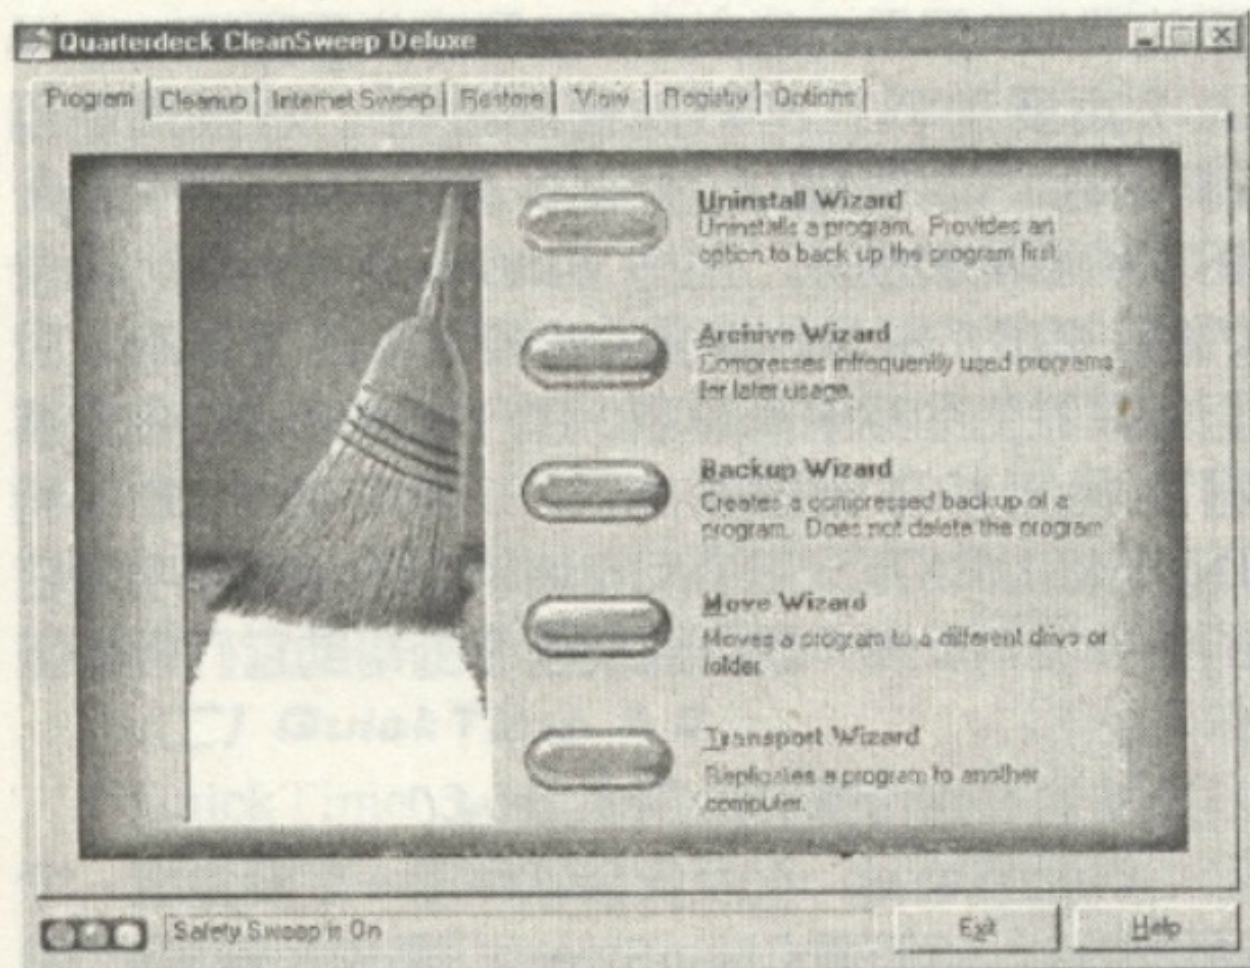 Quarterdeck CleanSweep Deluxe
Program Cleanup Internet Sweep Restore View Registry Options
Uninstall Wizard
Uninstalls a program. Provides an
option to back up the program first.
Archive Wizard
Compresses infrequently used programs
for later usage.
Backup Wizard
Creates a compressed backup of a
program. Does not delete the program
Move Wizard
Moves a program to a different drive or
folder.
Transport Wizard
Replicates a program to another
computer.
Safety Sweep is On
Exit Help